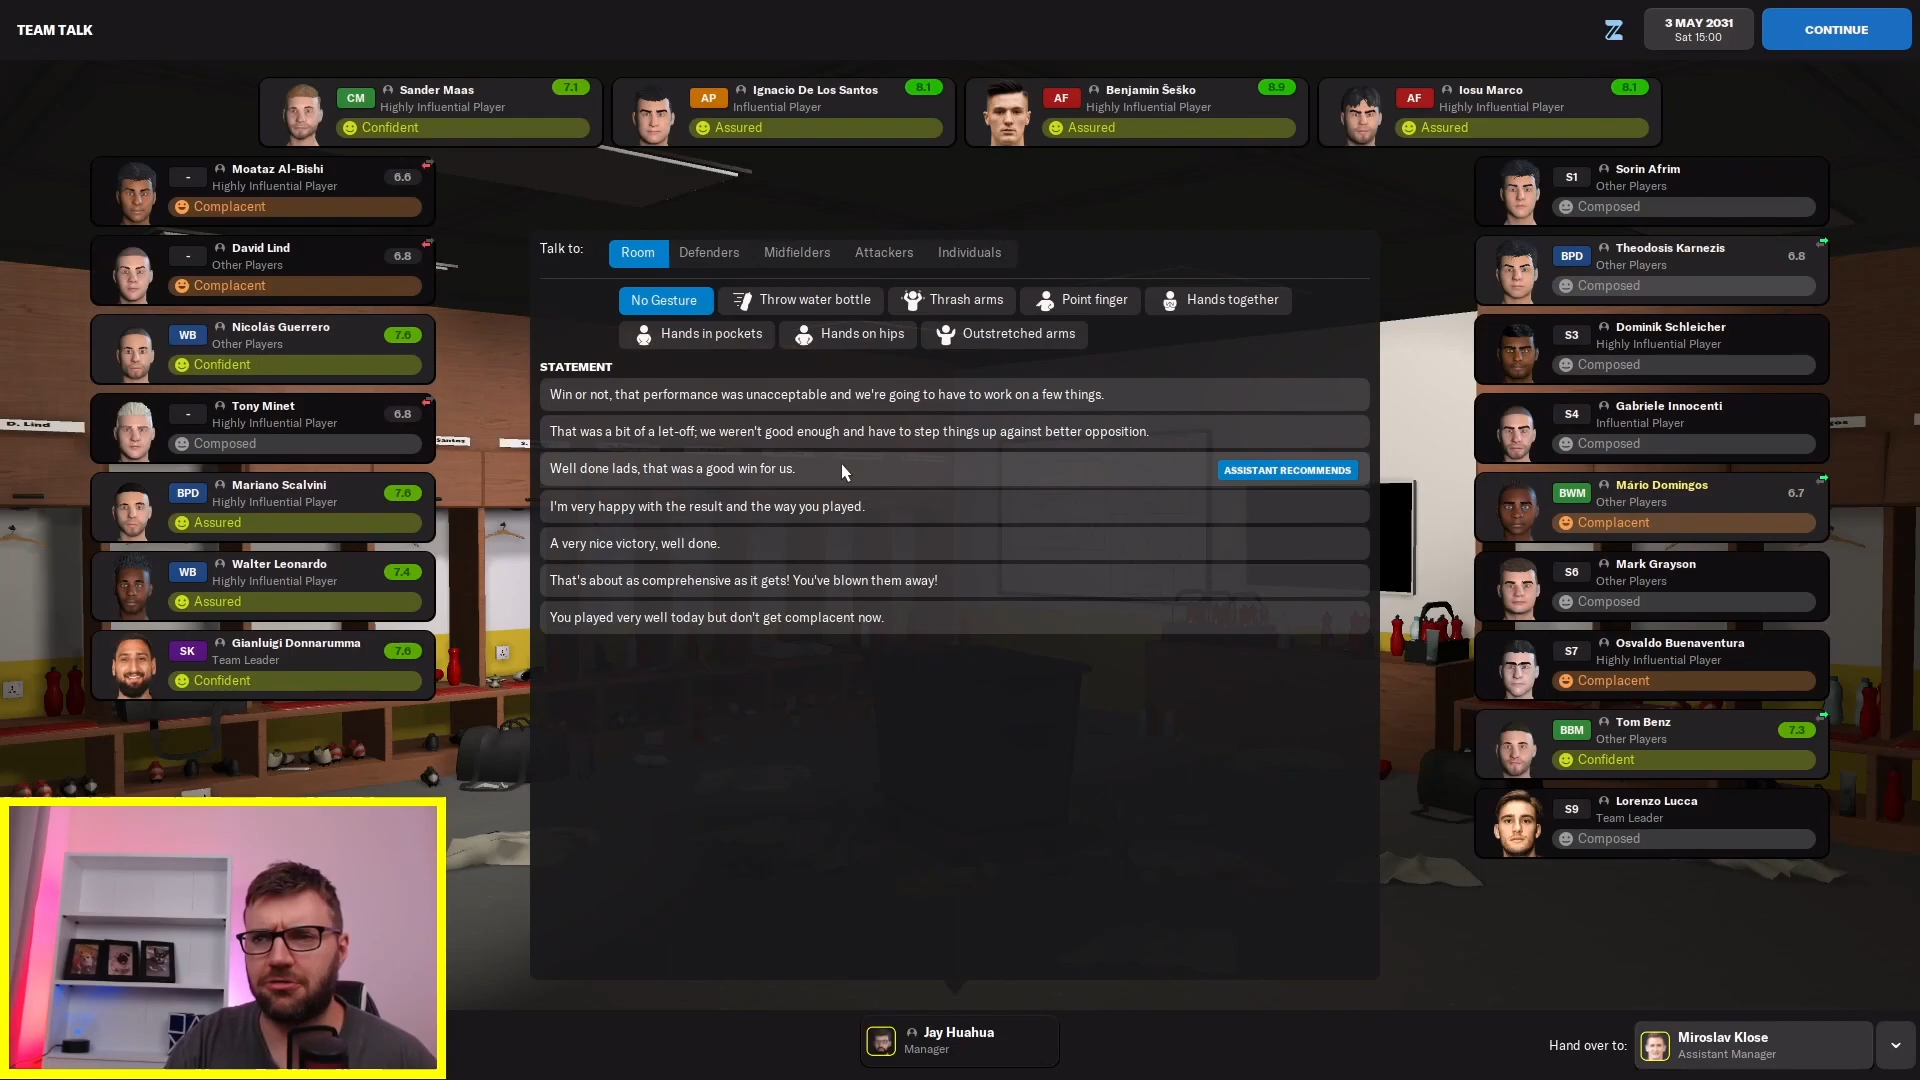 TEAM TALK
3 MAY 2031
Sat 15:00
CONTINUE
CM
Sander Maas
7.1
Highly Influential Player
Confident
AP
Ignacio De Los Santos
8.1
Influential Player
Assured
AF
Benjamin Šeško
8.9
Highly Influential Player
Assured
AF
Iosu Marco
8.1
Highly Influential Player
Assured
-
Moataz Al-Bishi
6.6
Highly Influential Player
Complacent
-
David Lind
6.8
Other Players
Complacent
WB
Nicolás Guerrero
7.6
Other Players
Confident
-
Tony Minet
6.8
Other Players
Composed
BPD
Mariano Scalvini
7.6
Highly Influential Player
Assured
WB
Walter Leonardo
7.4
Highly Influential Player
Assured
SK
Gianluigi Donnarumma
7.6
Team Leader
Confident
D. Lind
Talk to:
Room
Defenders
Midfielders
Attackers
Individuals
No Gesture
Throw water bottle
Thrash arms
Point finger
Hands together
Hands in pockets
Hands on hips
Outstretched arms
STATEMENT
Win or not, that performance was unacceptable and we're going to have to work on a few things.
That was a bit of a let-off; we weren't good enough and have to step things up against better opposition.
Well done lads, that was a good win for us.
ASSISTANT RECOMMENDS
I'm very happy with the result and the way you played.
A very nice victory, well done.
That's about as comprehensive as it gets! You've blown them away!
You played very well today but don't get complacent now.
S1
Sorin Afrim
Other Players
Composed
BPD
Theodosis Karnezis
6.8
Other Players
Composed
S3
Dominik Schleicher
Highly Influential Player
Composed
S4
Gabriele Innocenti
Influential Player
Composed
BWM
Mário Domingos
6.7
Other Players
Complacent
S6
Mark Grayson
Other Players
Composed
S7
Osvaldo Buenaventura
Highly Influential Player
Complacent
BBM
Tom Benz
7.3
Other Players
Confident
S9
Lorenzo Lucca
Team Leader
Composed
Jay Huahua
Manager
Hand over to:
Miroslav Klose
Assistant Manager